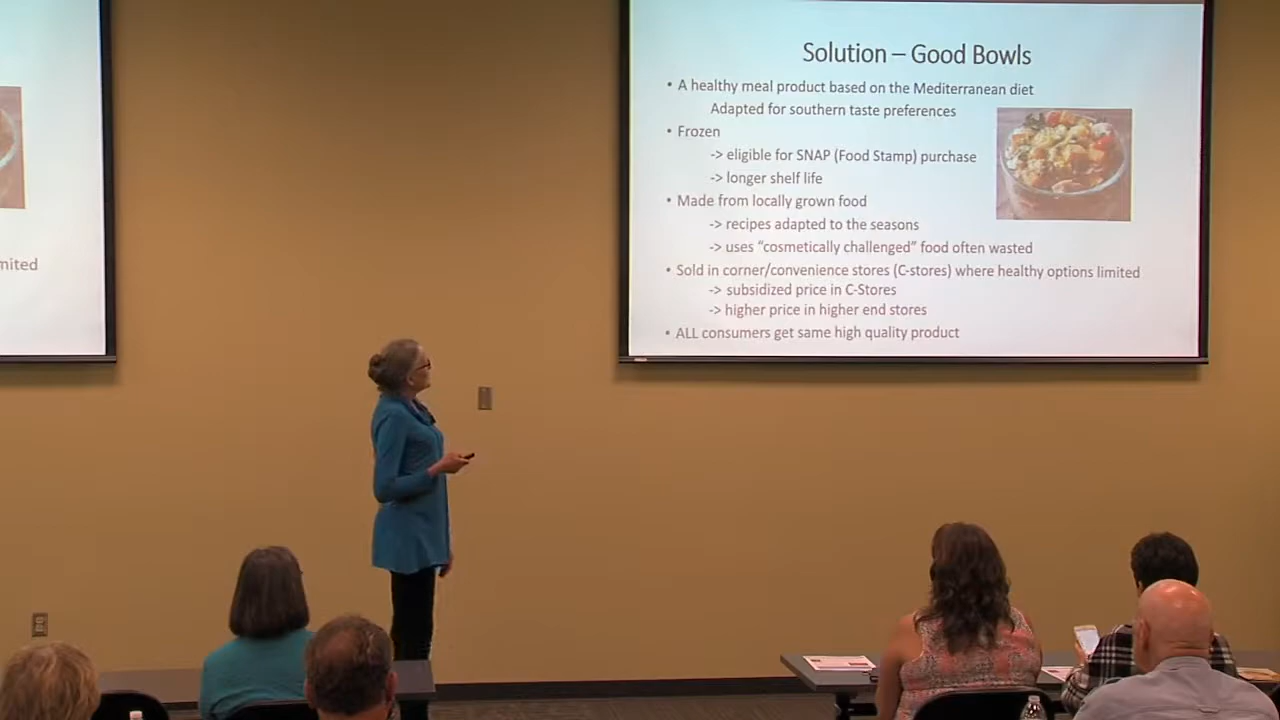 mited
Solution – Good Bowls
• A healthy meal product based on the Mediterranean diet
Adapted for southern taste preferences
• Frozen
-> eligible for SNAP (Food Stamp) purchase
-> longer shelf life
• Made from locally grown food
-> recipes adapted to the seasons
-> uses “cosmetically challenged” food often wasted
• Sold in corner/convenience stores (C-stores) where healthy options limited
-> subsidized price in C-Stores
-> higher price in higher end stores
• ALL consumers get same high quality product